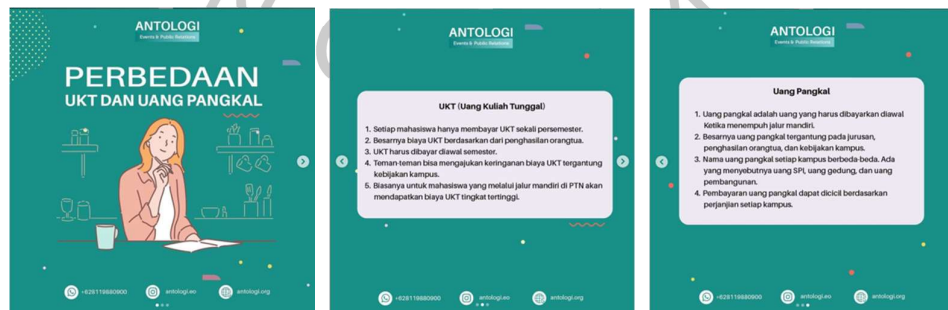 ANTOLOGI
Events & Public Relations
PERBEDAAN
UKT DAN UANG PANGKAL
+628118880900
antologi.eo
antologi.org
ANTOLOGI
Events & Public Relations
UKT (Uang Kuliah Tunggal)
1. Setiap mahasiswa hanya membayar UKT sekali persemester.
2. Besarnya biaya UKT berdasarkan dari penghasilan orangtua.
3. UKT harus dibayar diawal semester.
4. Teman-teman bisa mengajukan keringanan biaya UKT tergantung
kebijakan kampus.
5. Biasanya untuk mahasiswa yang melalui jalur mandiri di PTN akan
mendapatkan biaya UKT tingkat tertinggi.
+628118880900
antologi.eo
antologi.org
ANTOLOGI
Events & Public Relations
Uang Pangkal
1. Uang pangkal adalah uang yang harus dibayarkan diawal
Ketika menempuh jalur mandiri.
2. Besarnya uang pangkal tergantung pada jurusan,
penghasilan orangtua, dan kebijakan kampus.
3. Nama uang pangkal setiap kampus berbeda-beda. Ada
yang menyebutnya uang SPI, uang gedung, dan uang
pembangunan.
4. Pembayaran uang pangkal dapat dicicil berdasarkan
perjanjian setiap kampus.
+628118880900
antologi.eo
antologi.org